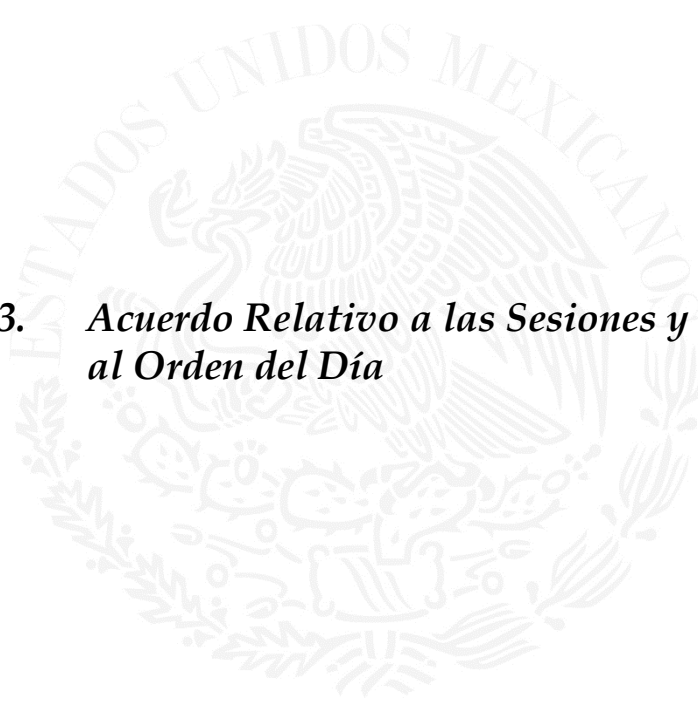 ESTADOS UNIDOS MEXICANOS
3. Acuerdo Relativo a las Sesiones y
al Orden del Día